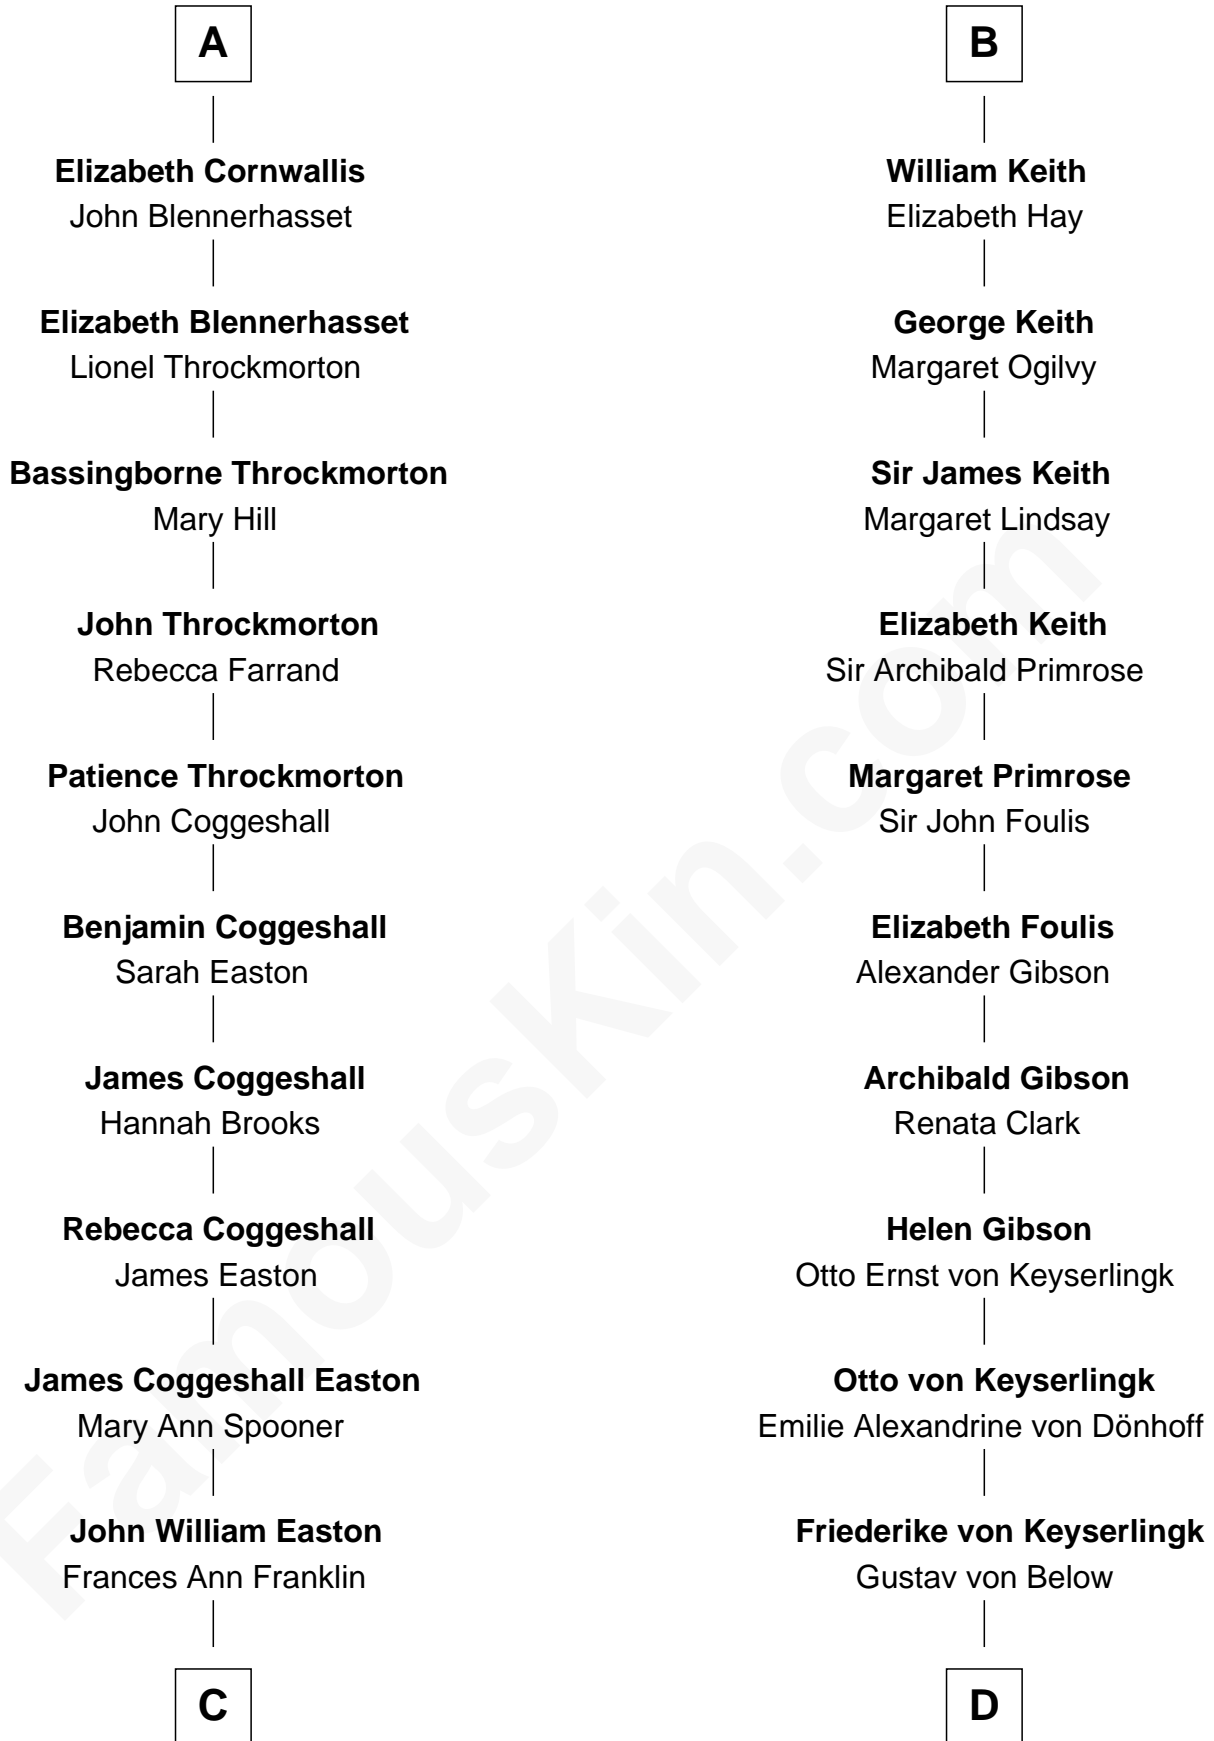 A
Elizabeth Cornwallis
John Blennerhasset
Elizabeth Blennerhasset
Lionel Throckmorton
Bassingborne Throckmorton
Mary Hill
John Throckmorton
Rebecca Farrand
Patience Throckmorton
John Coggeshall
Benjamin Coggeshall
Sarah Easton
James Coggeshall
Hannah Brooks
Rebecca Coggeshall
James Easton
James Coggeshall Easton
Mary Ann Spooner
John William Easton
Frances Ann Franklin
C
B
William Keith
Elizabeth Hay
George Keith
Margaret Ogilvy
Sir James Keith
Margaret Lindsay
Elizabeth Keith
Sir Archibald Primrose
Margaret Primrose
Sir John Foulis
Elizabeth Foulis
Alexander Gibson
Archibald Gibson
Renata Clark
Helen Gibson
Otto Ernst von Keyserlingk
Otto von Keyserlingk
Emilie Alexandrine von Dönhoff
Friederike von Keyserlingk
Gustav von Below
D
FamousKin.com